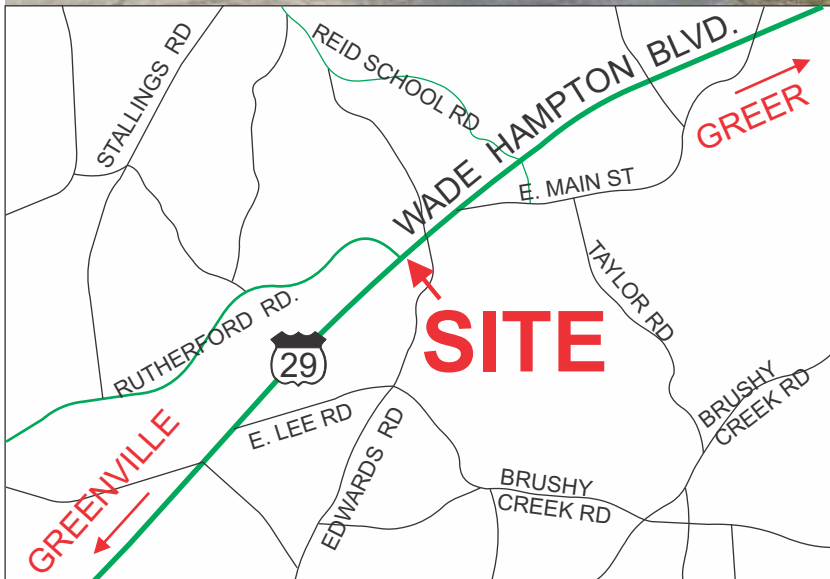 STALLINGS RD
REID SCHOOL RD
WADE HAMPTON BLVD.
GREER
E. MAIN ST
TAYLOR RD
RUTHERFORD RD.
SITE
29
BRUSHY
CREEK RD
E. LEE RD
EDWARDS RD
GREENVILLE
BRUSHY
CREEK RD